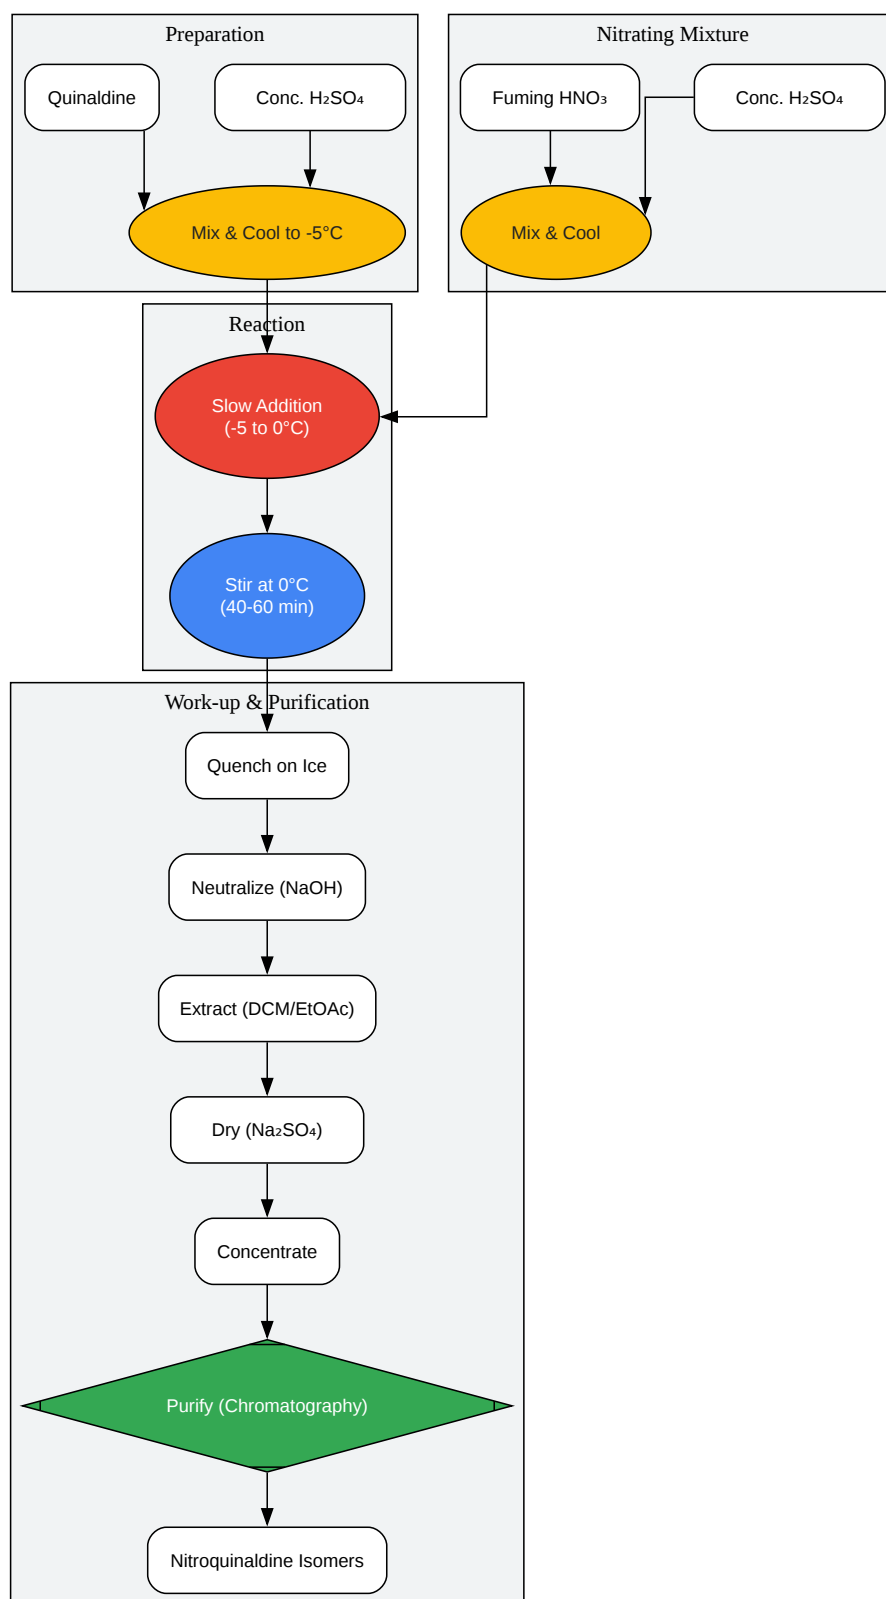 Preparation
Quinaldine
Conc. H₂SO₄
Mix & Cool to -5°C
Nitrating Mixture
Fuming HNO₃
Conc. H₂SO₄
Mix & Cool
Reaction
Slow Addition
(-5 to 0°C)
Stir at 0°C
(40-60 min)
Work-up & Purification
Quench on Ice
Neutralize (NaOH)
Extract (DCM/EtOAc)
Dry (Na₂SO₄)
Concentrate
Purify (Chromatography)
Nitroquinaldine Isomers